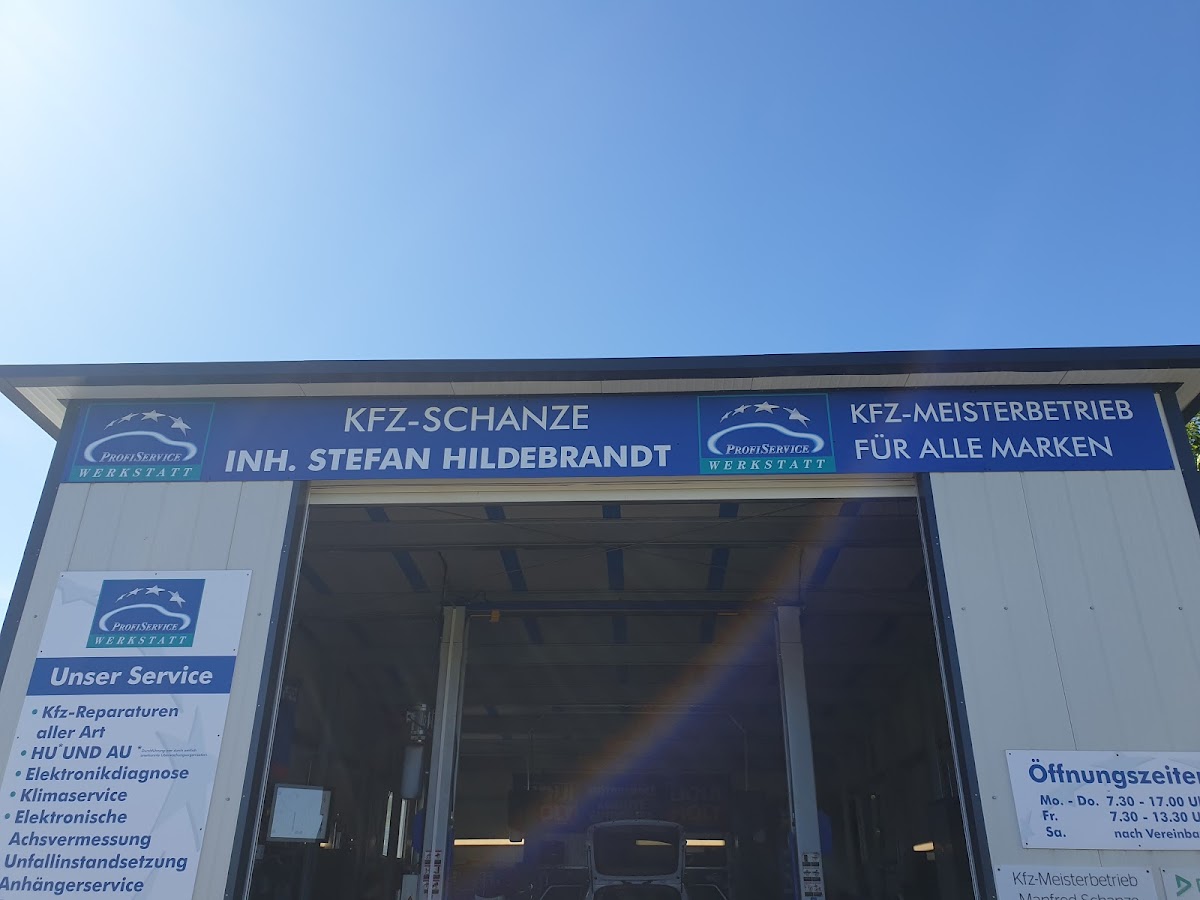 PROFISERVICE
WERKSTATT
KFZ-SCHANZE
INH. STEFAN HILDEBRANDT
PROFISERVICE
WERKSTATT
KFZ-MEISTERBETRIEB
FÜR ALLE MARKEN
PROFISERVICE
WERKSTATT
Unser Service
• Kfz-Reparaturen
aller Art
• HU* UND AU *
• Elektronikdiagnose
• Klimaservice
• Elektronische
Achsvermessung
Unfallinstandsetzung
Anhängerservice
Öffnungszeiten
Mo. - Do. 7.30 - 17.00 U
Fr. 7.30 - 13.30 U
Sa. nach Vereinba
Kfz-Meisterbetrieb
Manfred Schanze